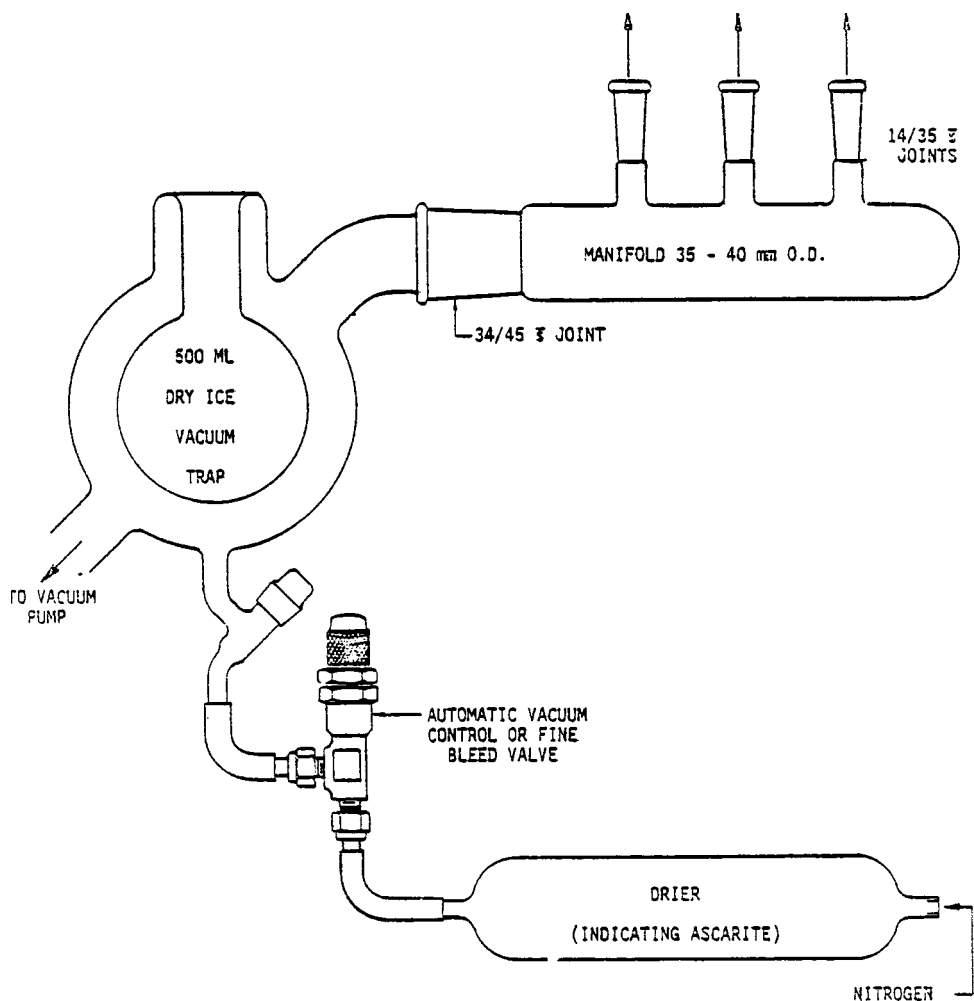 14/35 ⚟
JOINTS
MANIFOLD 35 - 40 mm O.D.
34/45 ⚟ JOINT
500 ML
DRY ICE
VACUUM
TRAP
TO VACUUM
PUMP
AUTOMATIC VACUUM
CONTROL OR FINE
BLEED VALVE
DRIER
(INDICATING ASCARITE)
NITROGEN